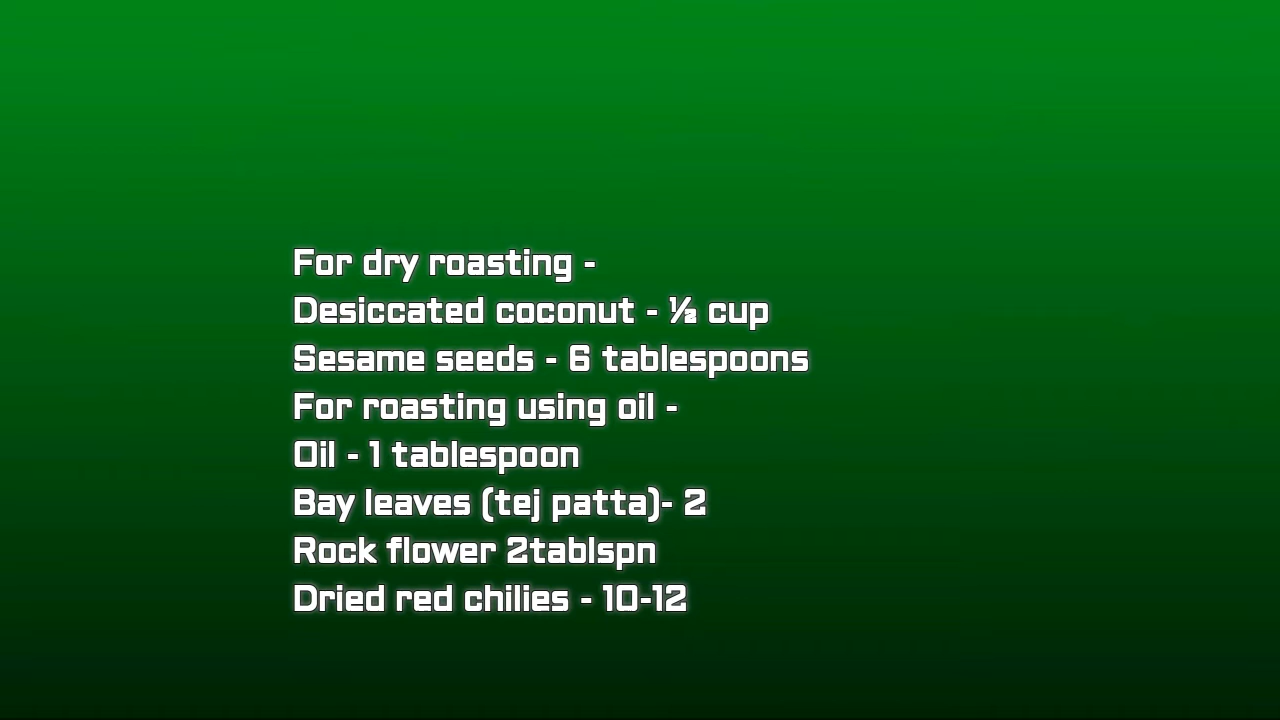 For dry roasting -
Desiccated coconut - ½ cup
Sesame seeds - 6 tablespoons
For roasting using oil -
Oil - 1 tablespoon
Bay leaves (tej patta)- 2
Rock flower 2tablspn
Dried red chilies - 10-12